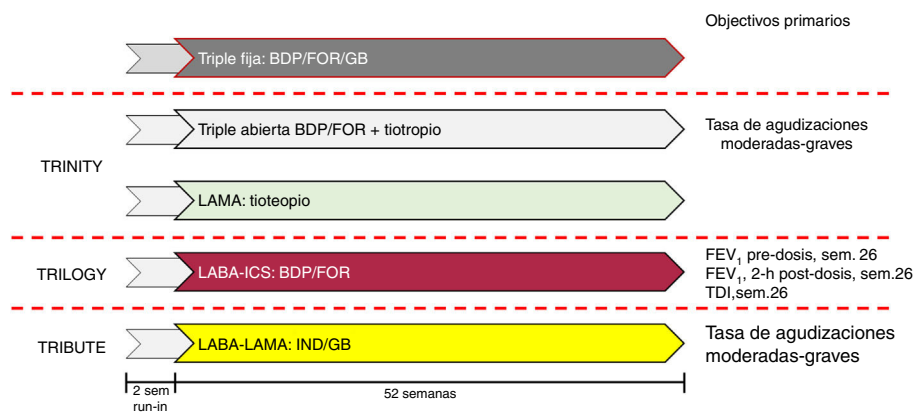 Objectivos primarios
Triple fija: BDP/FOR/GB
TRINITY
Triple abierta BDP/FOR + tiotropio
Tasa de agudizaciones
moderadas-graves
LAMA: tioteopio
TRILOGY
LABA-ICS: BDP/FOR
FEV1 pre-dosis, sem. 26
FEV1, 2-h post-dosis, sem.26
TDI,sem.26
TRIBUTE
LABA-LAMA: IND/GB
Tasa de agudizaciones
moderadas-graves
2 sem
run-in
52 semanas